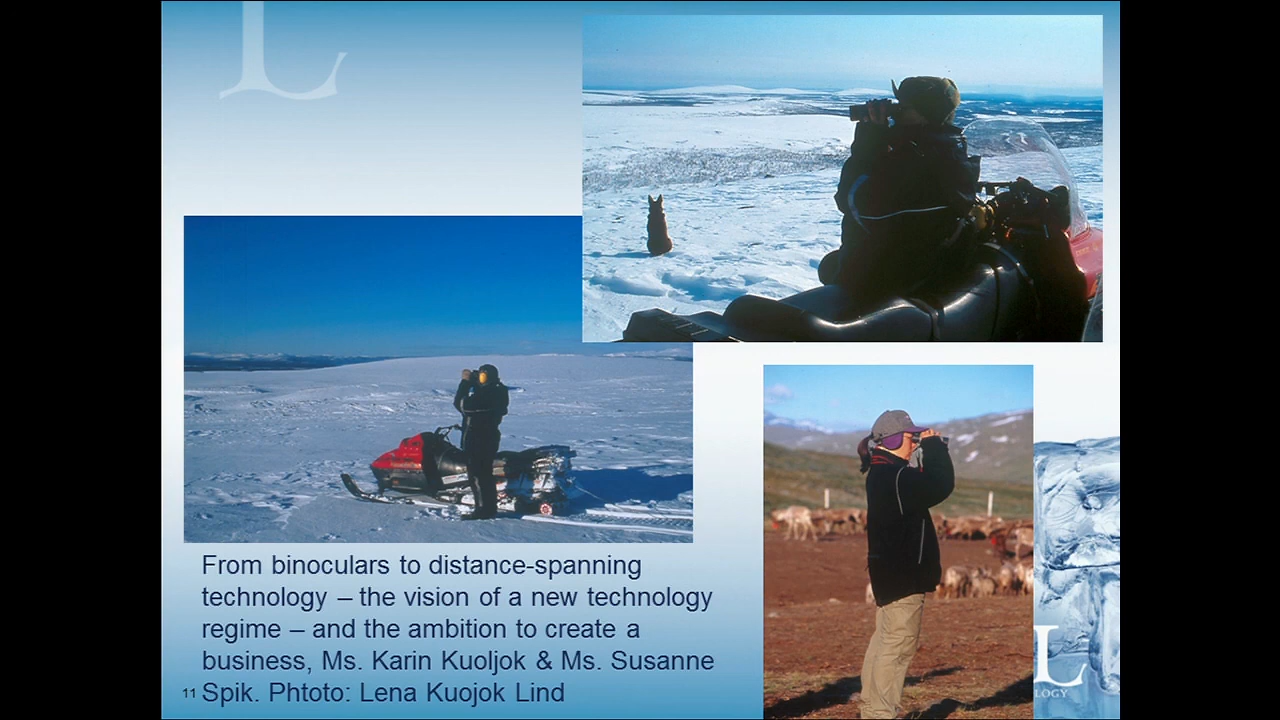 L
From binoculars to distance-spanning
technology – the vision of a new technology
regime – and the ambition to create a
business, Ms. Karin Kuoljok & Ms. Susanne
11 Spik. Phtoto: Lena Kuojok Lind
L
LOGY